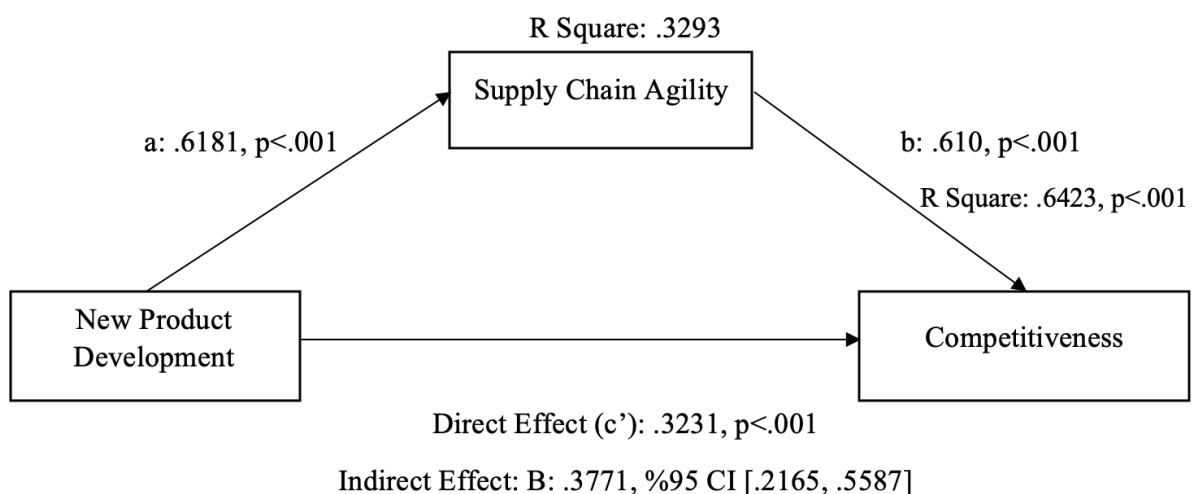 R Square: .3293
Supply Chain Agility
a: .6181, p<.001
b: .610, p<.001
R Square: .6423, p<.001
New Product
Development
Competitiveness
Direct Effect (c’): .3231, p<.001
Indirect Effect: B: .3771, %95 CI [.2165, .5587]